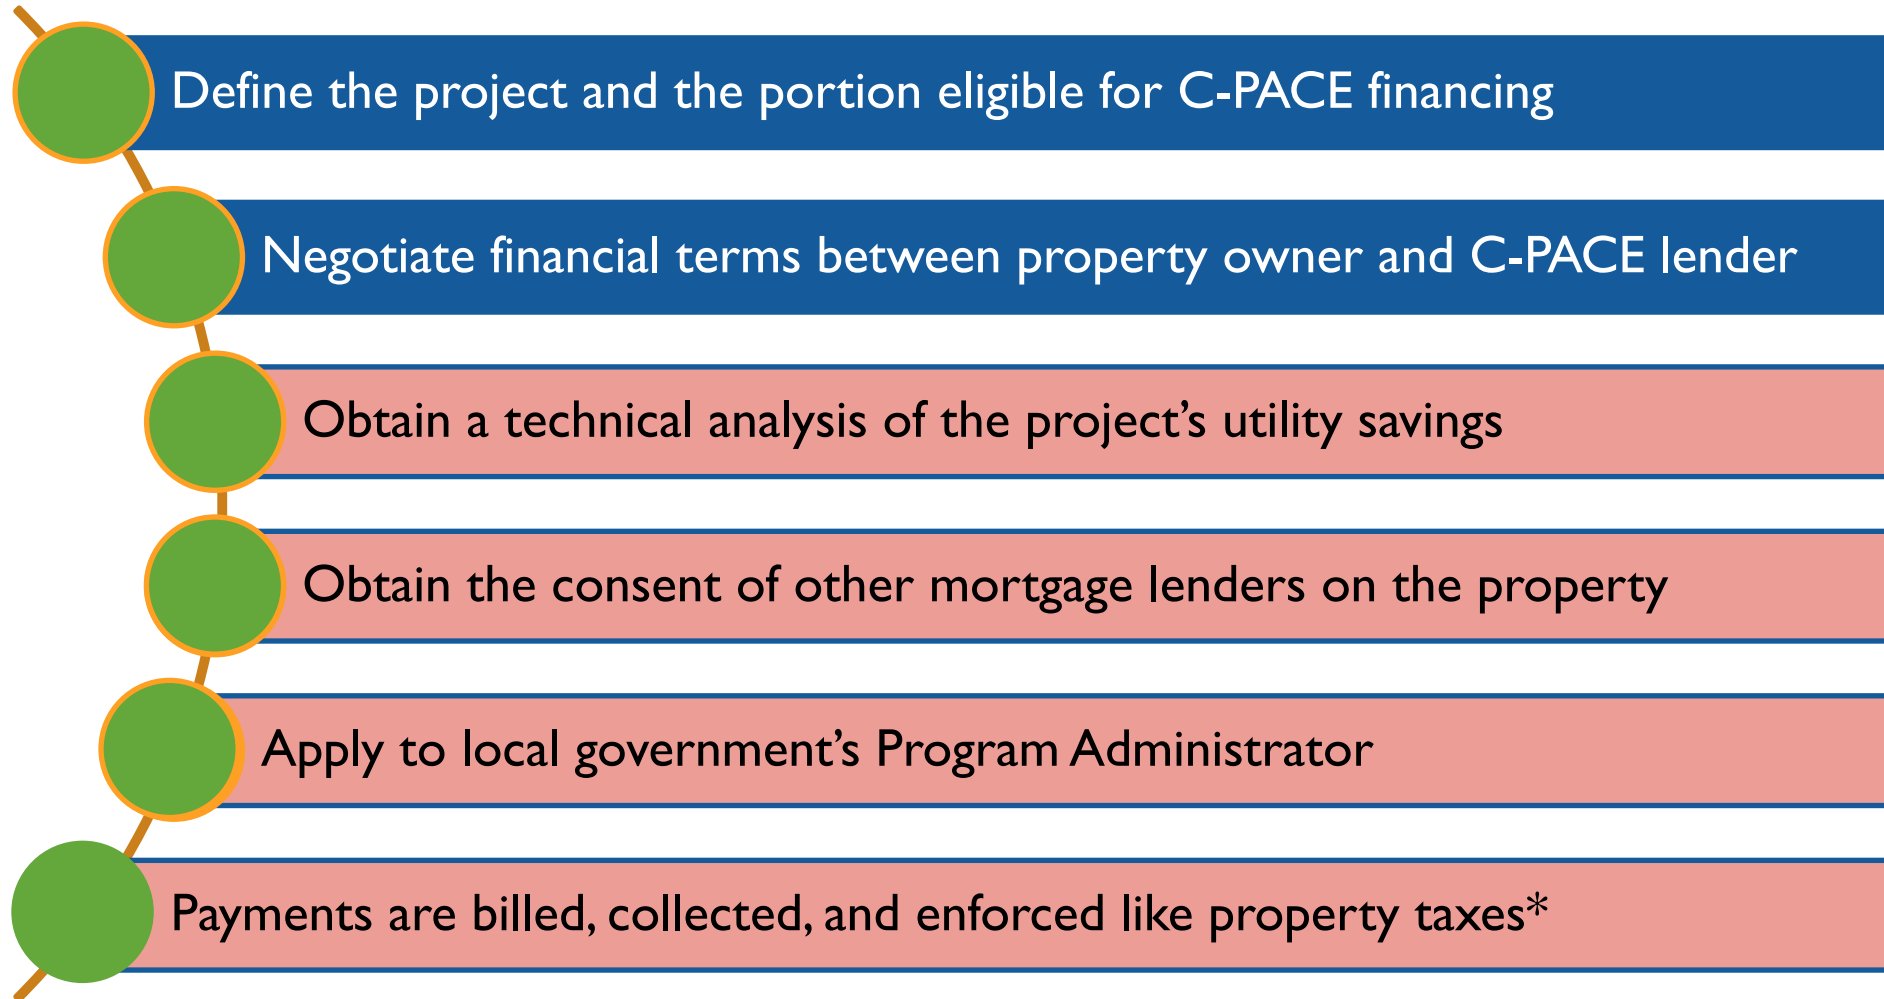 Define the project and the portion eligible for C-PACE financing
Negotiate financial terms between property owner and C-PACE lender
Obtain a technical analysis of the project’s utility savings
Obtain the consent of other mortgage lenders on the property
Apply to local government’s Program Administrator
Payments are billed, collected, and enforced like property taxes*